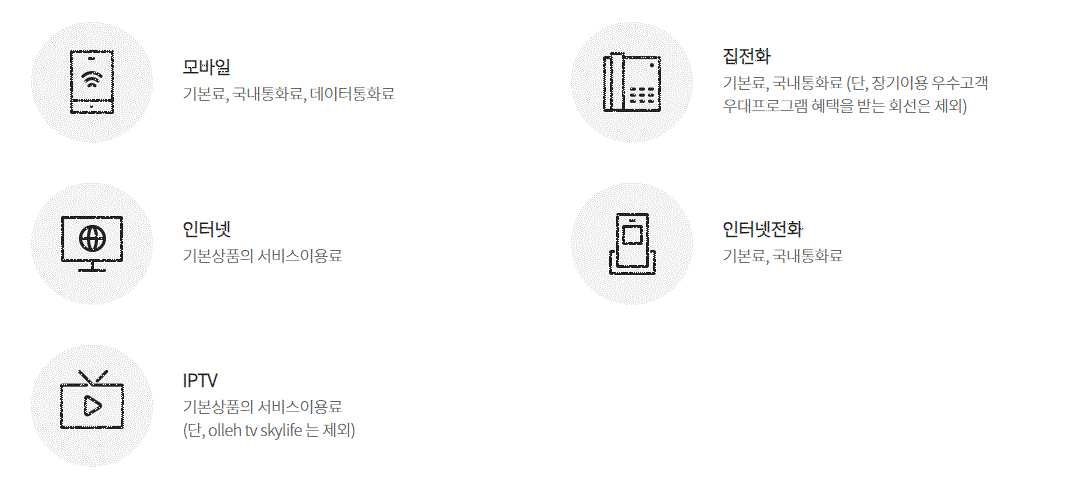 모바일
기본료, 국내통화료, 데이터통화료
집전화
기본료, 국내통화료 (단, 장기이용 우수고객
우대프로그램 혜택을 받는 회선은 제외)
인터넷
기본상품의 서비스이용료
인터넷전화
기본료, 국내통화료
IPTV
기본상품의 서비스이용료
(단, olleh tv skylife 는 제외)